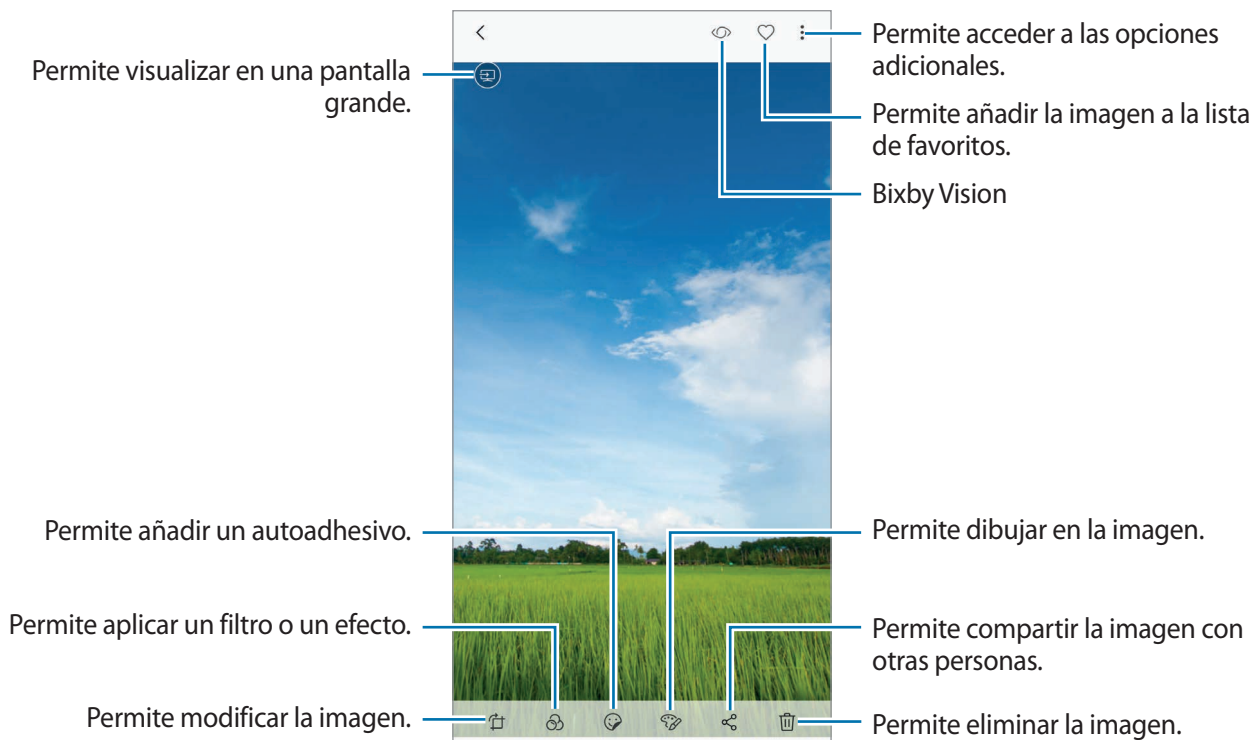 Permite visualizar en una pantalla
grande.
Permite acceder a las opciones
adicionales.
Permite añadir la imagen a la lista
de favoritos.
Bixby Vision
Permite añadir un autoadhesivo.
Permite dibujar en la imagen.
Permite aplicar un filtro o un efecto.
Permite compartir la imagen con
otras personas.
Permite modificar la imagen.
Permite eliminar la imagen.